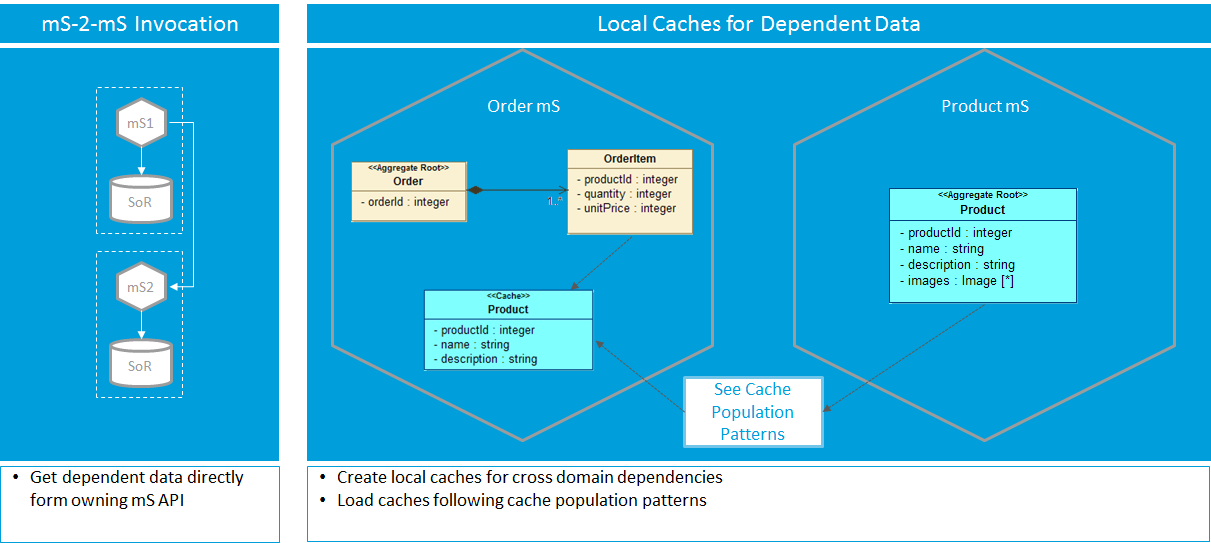 mS-2-mS Invocation
mS1
SoR
mS2
SoR
• Get dependent data directly
form owning mS API
Local Caches for Dependent Data
Order mS
<<Aggregate Root>>
Order
- orderId : integer
1..*
OrderItem
- productId : integer
- quantity : integer
- unitPrice : integer
<<Cache>>
Product
- productId : integer
- name : string
- description : string
Product mS
<<Aggregate Root>>
Product
- productId : integer
- name : string
- description : string
- images : Image [*]
See Cache
Population
Patterns
• Create local caches for cross domain dependencies
• Load caches following cache population patterns